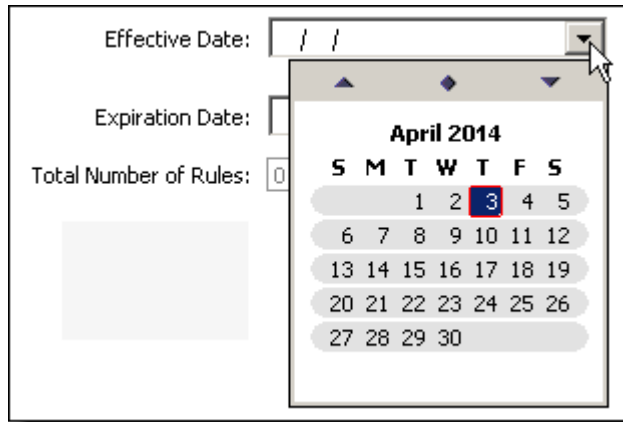 Effective Date: / /
Expiration Date:
April 2014
S M T W T F S
Total Number of Rules: 0
1 2 3 4 5
6 7 8 9 10 11 12
13 14 15 16 17 18 19
20 21 22 23 24 25 26
27 28 29 30